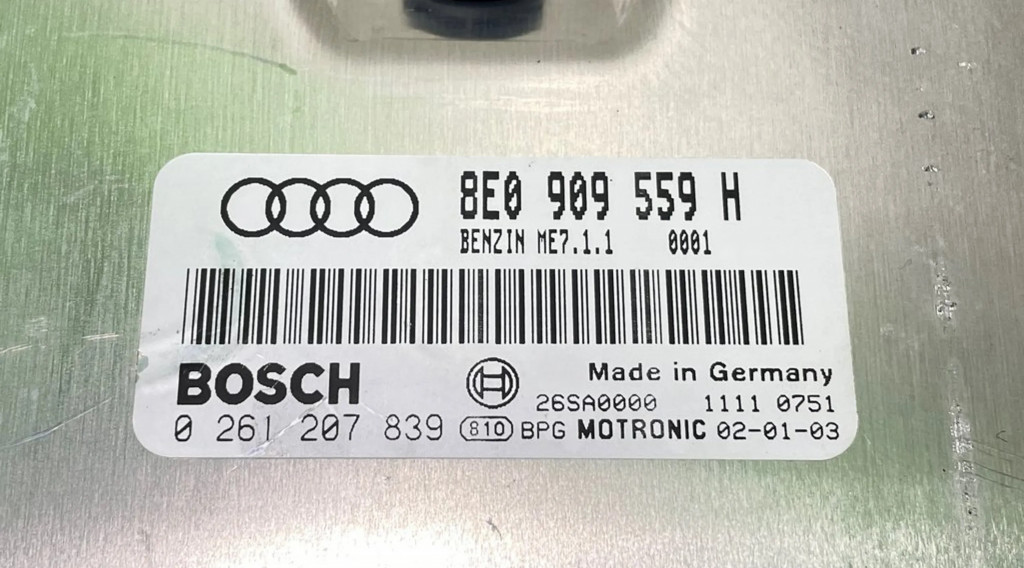 8E0 909 559 H
BENZIN ME7.1.1 0001
BOSCH
Made in Germany
26SA0000 1111 0751
0 261 207 839 810 BPG MOTRONIC 02-01-03